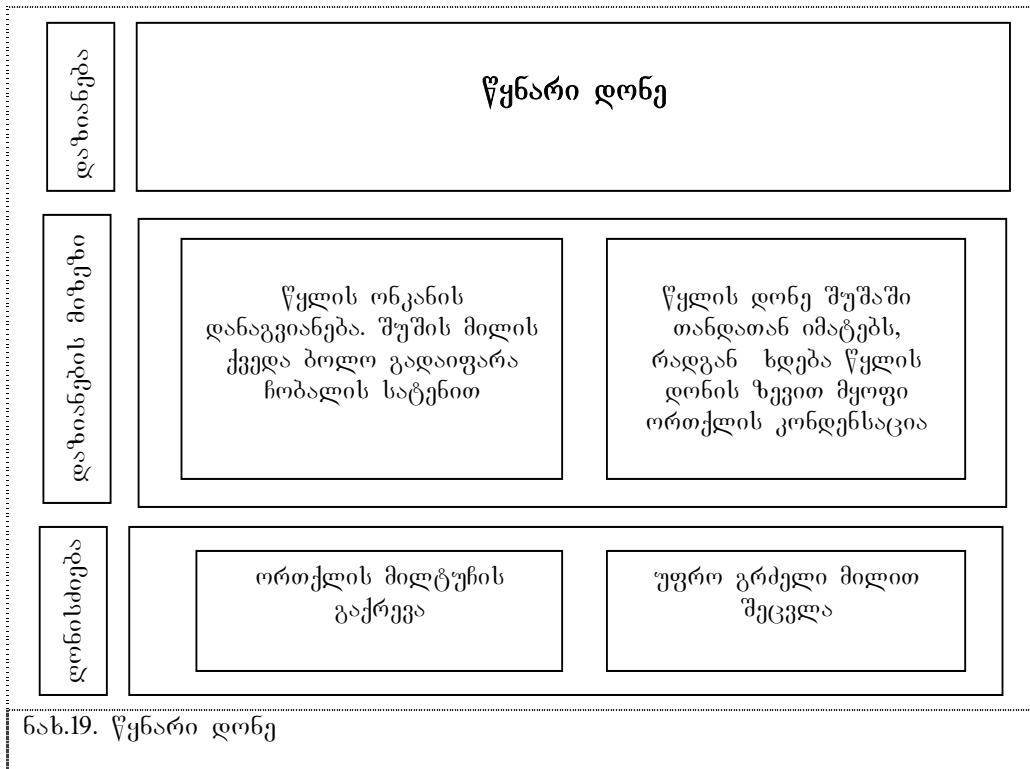 დაზიანება
წყნარი დონე
დაზიანების მიზეზი
წყლის ონკანის
დანაგვიანება. შუშის მილის
ქვედა ბოლო გადაიფარა
ჩობალის სატენით
წყლის დონე შუშაში
თანდათან იმატებს,
რადგან ხდება წყლის
დონის ზევით მყოფი
ორთქლის კონდენსაცია
ღონისძიება
ორთქლის მილტუჩის
გაქრევა
უფრო გრძელი მილით
შეცვლა
ნახ.19. წყნარი დონე